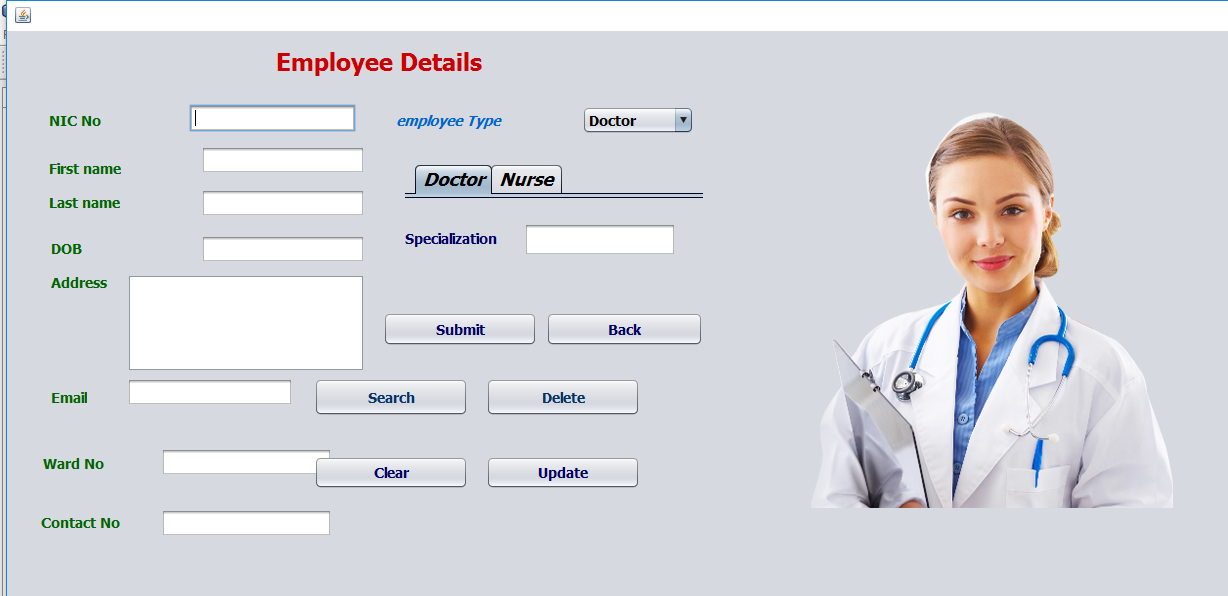 Employee Details
NIC No
employee Type
Doctor
First name
Doctor
Nurse
Last name
DOB
Specialization
Address
Submit
Back
Email
Search
Delete
Ward No
Clear
Update
Contact No